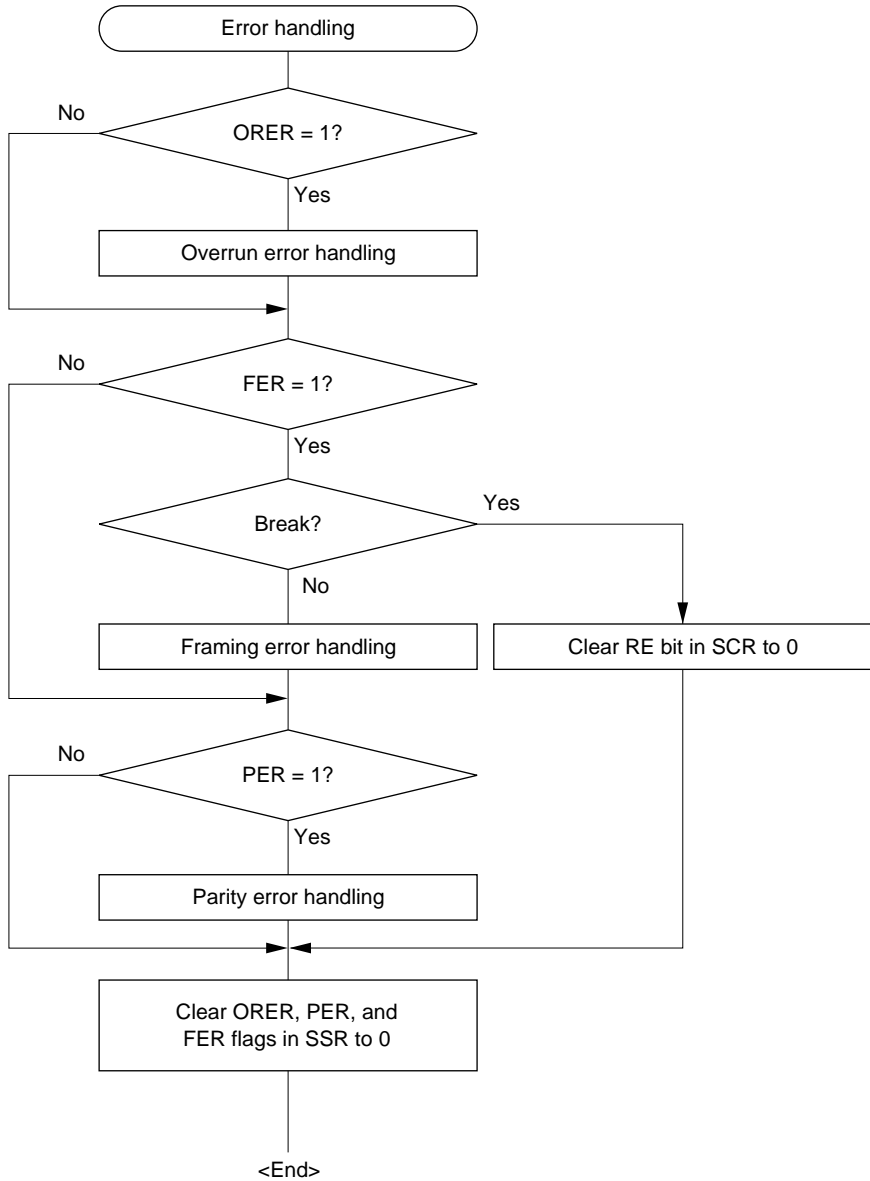 Error handling
No
ORER = 1?
Yes
Overrun error handling
No
FER = 1?
Yes
Break?
Yes
No
Framing error handling
Clear RE bit in SCR to 0
No
PER = 1?
Yes
Parity error handling
Clear ORER, PER, and
FER flags in SSR to 0
<End>